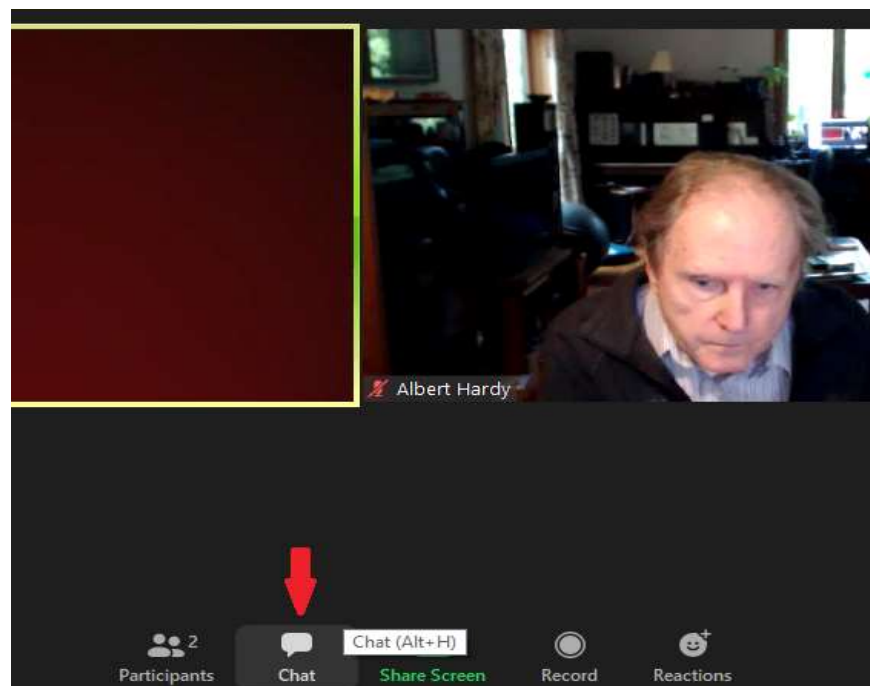 Albert Hardy
2
Chat (Alt+H)
Participants
Chat
Share Screen
Record
Reactions